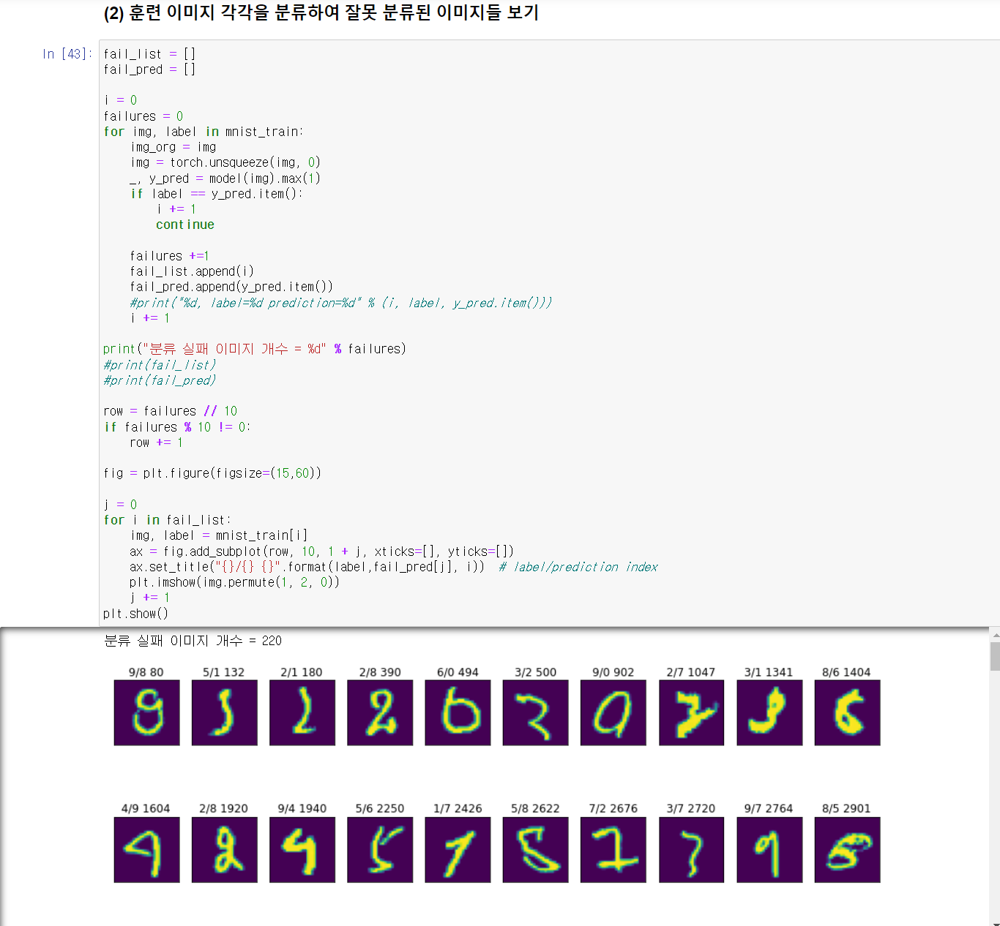 (2) 훈련 이미지 각각을 분류하여 잘못 분류된 이미지들 보기
In [43]:
fail_list = []
fail_pred = []
i = 0
failures = 0
for img, label in mnist_train:
    img_org = img
    img = torch.unsqueeze(img, 0)
    _, y_pred = model(img).max(1)
    if label == y_pred.item():
        i += 1
        continue
    failures +=1
    fail_list.append(i)
    fail_pred.append(y_pred.item())
    #print("%d, label=%d prediction=%d" % (i, label, y_pred.item()))
    i += 1
print("분류 실패 이미지 개수 = %d" % failures)
#print(fail_list)
#print(fail_pred)
row = failures // 10
if failures % 10 != 0:
    row += 1
fig = plt.figure(figsize=(15,60))
j = 0
for i in fail_list:
    img, label = mnist_train[i]
    ax = fig.add_subplot(row, 10, 1 + j, xticks=[], yticks=[])
    ax.set_title("{}/{} {}".format(label,fail_pred[j], i))  # label/prediction index
    plt.imshow(img.permute(1, 2, 0))
    j += 1
plt.show()
분류 실패 이미지 개수 = 220
9/8 80 5/1 132 2/1 180 2/8 390 6/0 494 3/2 500 9/0 902 2/7 1047 3/1 1341 8/6 1404
4/9 1604 2/8 1920 9/4 1940 5/6 2250 1/7 2426 5/8 2622 7/2 2676 3/7 2720 9/7 2764 8/5 2901